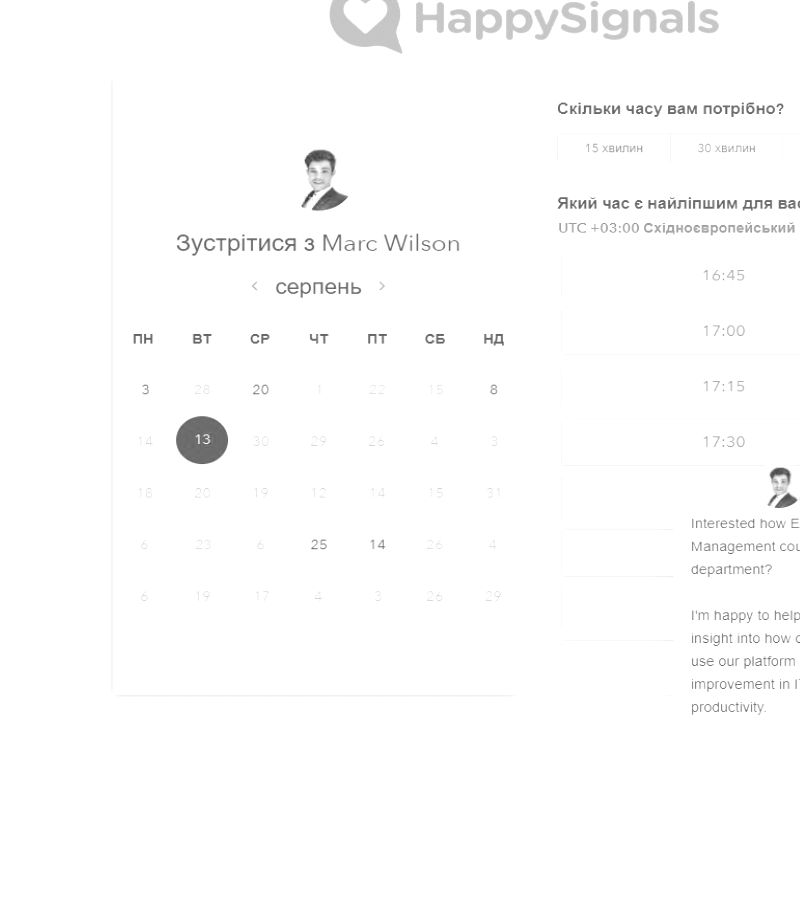 HappySignals
Зустрітися з Marc Wilson
серпень
ПН ВТ СР ЧТ ПТ СБ НД
3 28 20 1 22 15 8
14 13 30 29 26 4 3
18 20 19 12 14 15 31
6 23 6 25 14 26 4
6 19 17 4 3 26 29
Скільки часу вам потрібно?
15 хвилин 30 хвилин
Який час є найліпшим для вас
UTC +03:00 Східноєвропейський
16:45
17:00
17:15
17:30
Interested how E
Management cou
department?
I'm happy to help
insight into how o
use our platform
improvement in IT
productivity.